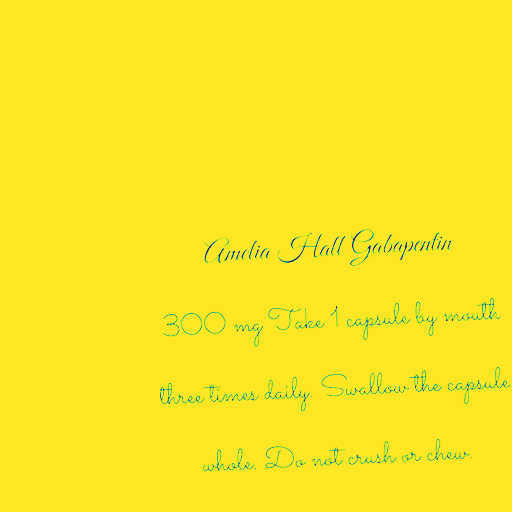 Amelia Hall Gabapentin
300 mg Take 1 capsule by mouth
three times daily. Swallow the capsule
whole. Do not crush or chew.